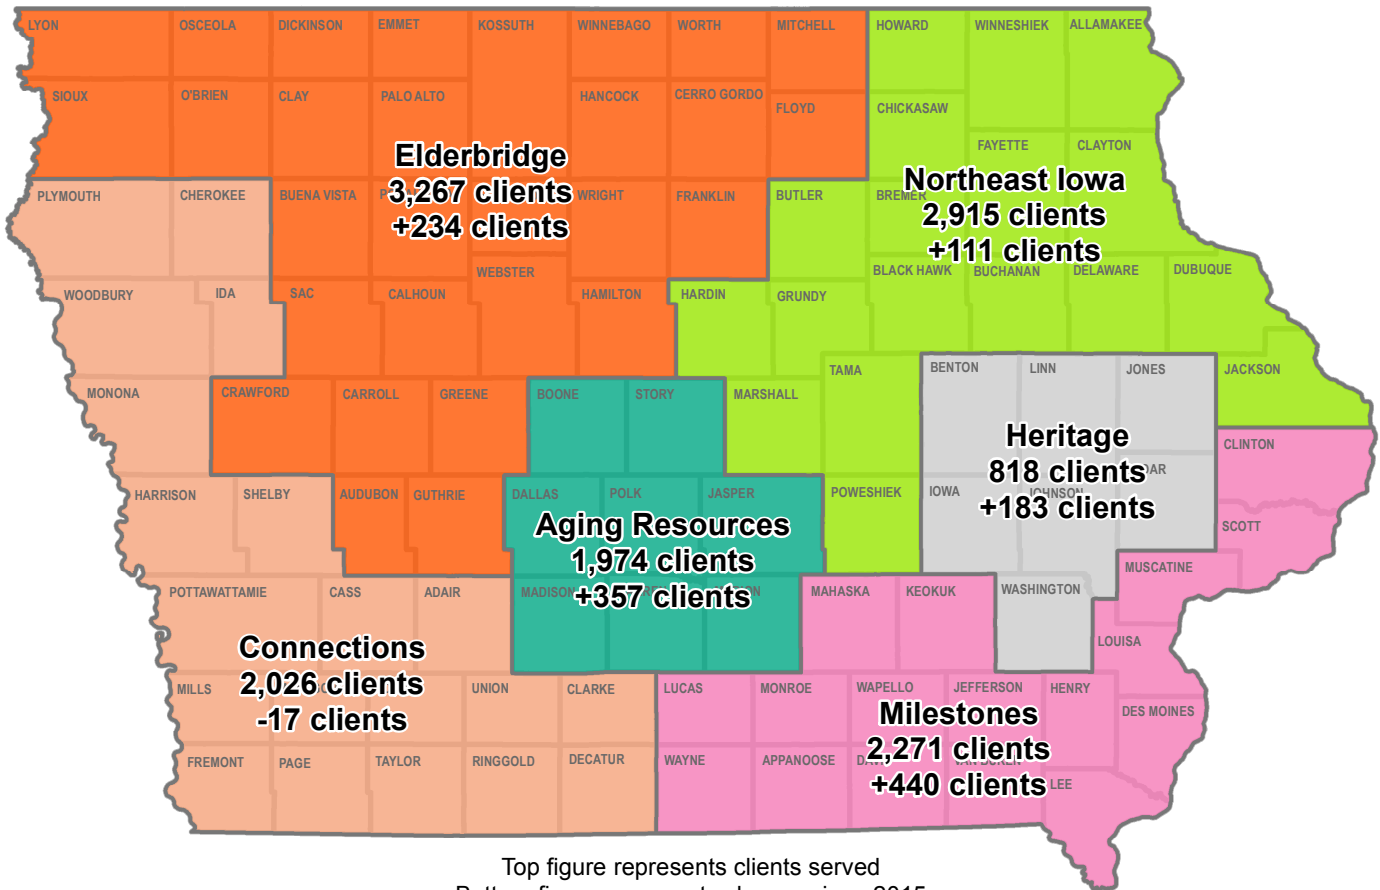 LYON OSCEOLA DICKINSON EMMET KOSSUTH WINNEBAGO WORTH MITCHELL HOWARD WINNESHIEK ALLAMAKEE
SIOUX O'BRIEN CLAY PALO ALTO HANCOCK CERRO GORDO FLOYD CHICKASAW
FAYETTE CLAYTON
Elderbridge
3,267 clients
+234 clients
Northeast Iowa
2,915 clients
+111 clients
PLYMOUTH CHEROKEE BUENA VISTA WRIGHT FRANKLIN BUTLER BREMER
WEBSTER BLACK HAWK BUCHANAN DELAWARE DUBUQUE
WOODBURY IDA SAC CALHOUN HAMILTON HARDIN GRUNDY
MONONA CRAWFORD CARROLL GREENE BOONE STORY MARSHALL TAMA BENTON LINN JONES JACKSON
Heritage
818 clients
+183 clients
CLINTON
HARRISON SHELBY AUDUBON GUTHRIE DALLAS POLK JASPER POWESHIEK IOWA JOHNSON
SCOTT
Aging Resources
1,974 clients
+357 clients
MUSCATINE
POTTAWATTAMIE CASS ADAIR MADISON MAHASKA KEOKUK WASHINGTON
LOUISA
Connections
2,026 clients
-17 clients
MILLS UNION CLARKE LUCAS MONROE WAPELLO JEFFERSON HENRY
DES MOINES
Milestones
2,271 clients
+440 clients
FREMONT PAGE TAYLOR RINGGOLD DECATUR WAYNE APPANOOSE VAN BUREN LEE
Top figure represents clients served